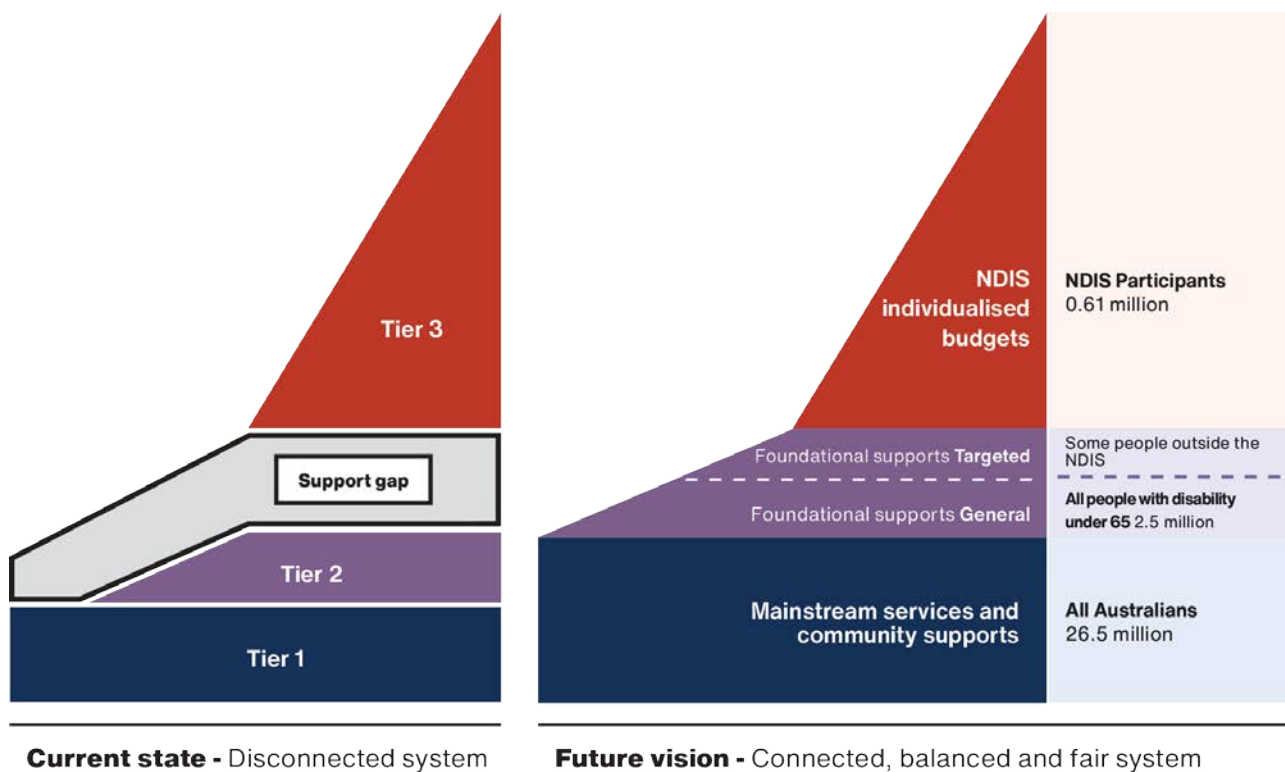 Tier 3
Support gap
Tier 2
Tier 1
Current state - Disconnected system
NDIS
individualised
budgets
NDIS Participants
0.61 million
Foundational supports Targeted
Some people outside the
NDIS
Foundational supports General
All people with disability
under 65 2.5 million
Mainstream services and
community supports
All Australians
26.5 million
Future vision - Connected, balanced and fair system